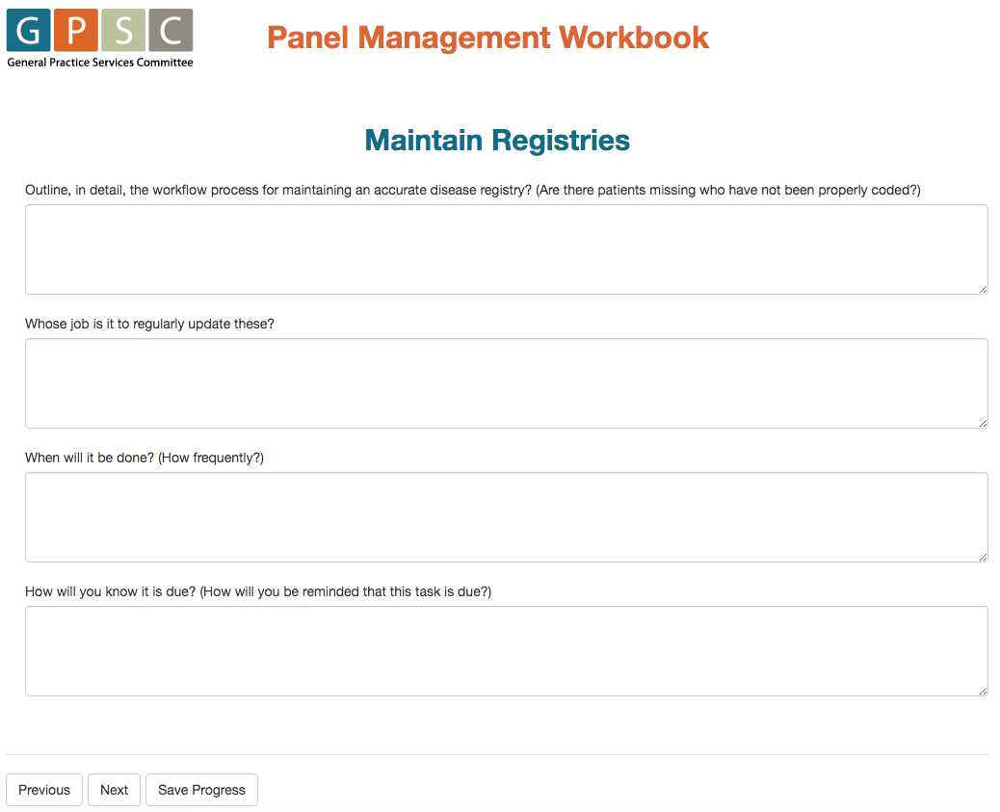 GPSC
General Practice Services Committee
Panel Management Workbook
Maintain Registries
Outline, in detail, the workflow process for maintaining an accurate disease registry? (Are there patients missing who have not been properly coded?)
Whose job is it to regularly update these?
When will it be done? (How frequently?)
How will you know it is due? (How will you be reminded that this task is due?)
Previous Next Save Progress